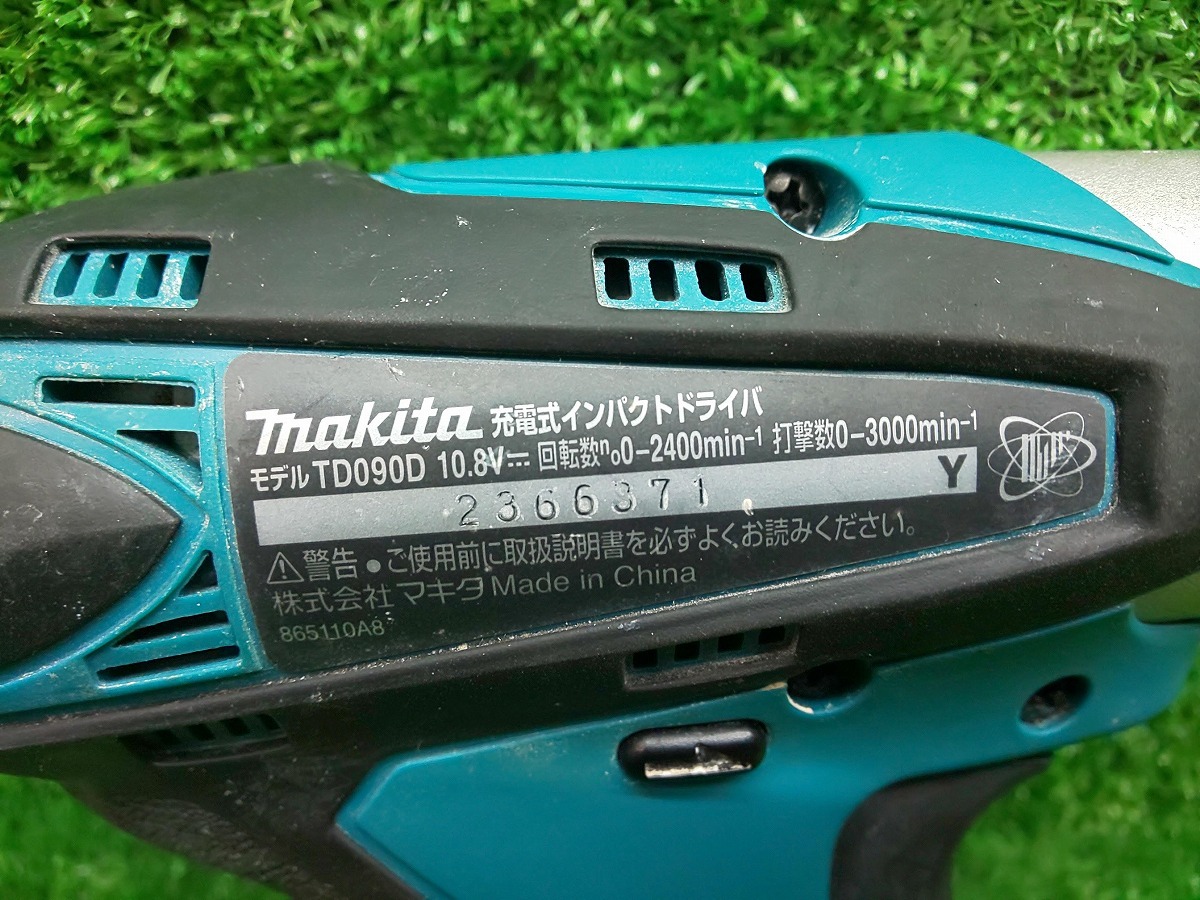 makita 充電式インパクトドライバ
モデル TD090D 10.8V⎓ 回転数n₀0-2400min⁻¹ 打撃数0-3000min⁻¹
2366371 Y
⚠警告 ●ご使用前に取扱説明書を必ずよくお読みください。
株式会社 マキタ Made in China
865110A8